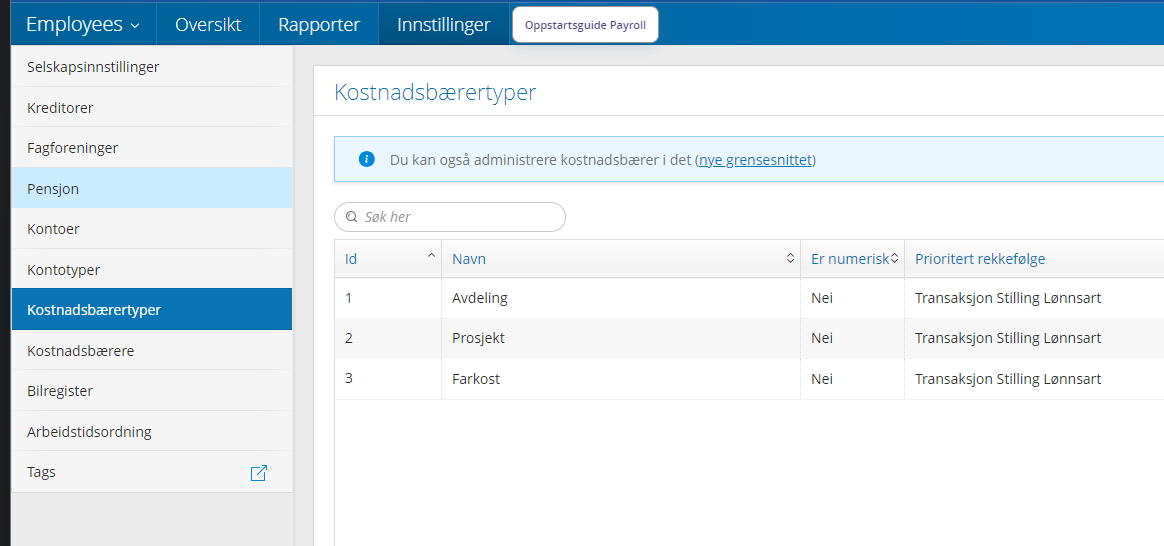 Employees Oversikt Rapporter Innstillinger Oppstartsguide Payroll
Selskapsinnstillinger
Kreditorer
Fagforeninger
Pensjon
Kontoer
Kontotyper
Kostnadsbærertyper
Kostnadsbærere
Bilregister
Arbeidstidsordning
Tags
Kostnadsbærertyper
Du kan også administrere kostnadsbærer i det (nye grensesnittet)
Søk her
Id Navn Er numerisk Prioritert rekkefølge
1 Avdeling Nei Transaksjon Stilling Lønnsart
2 Prosjekt Nei Transaksjon Stilling Lønnsart
3 Farkost Nei Transaksjon Stilling Lønnsart